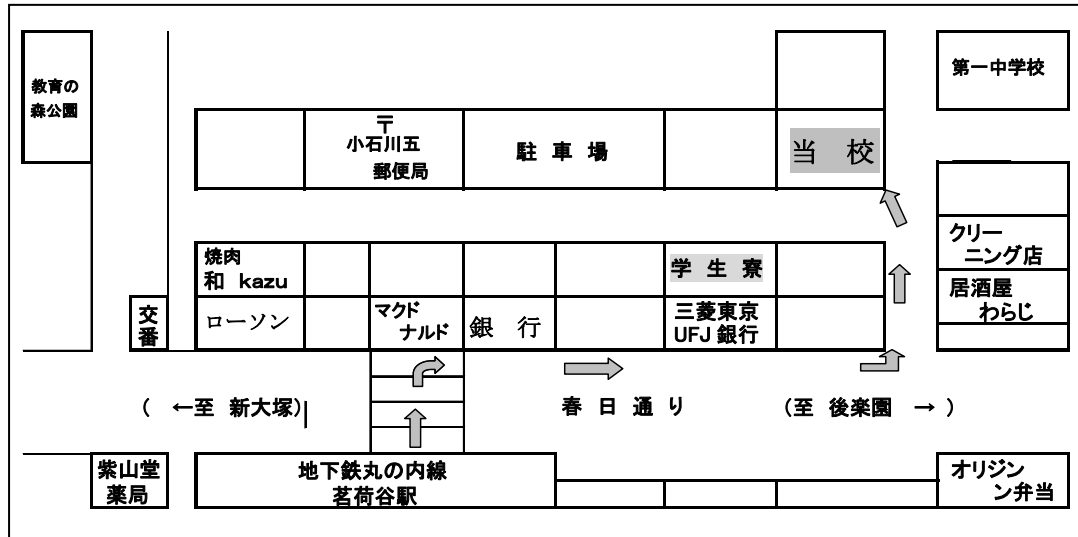 教育の
森公園
〒
小石川五
郵便局
駐 車 場
当 校
第一中学校
クリー
ニング店
居酒屋
わらじ
焼肉
和 kazu
学 生 寮
交
番
ローソン
マクド
ナルド
銀 行
三菱東京
UFJ 銀行
( ←至 新大塚)
春 日 通 り
(至 後楽園 → )
紫山堂
薬局
地下鉄丸の内線
茗荷谷駅
オリジン
ン弁当